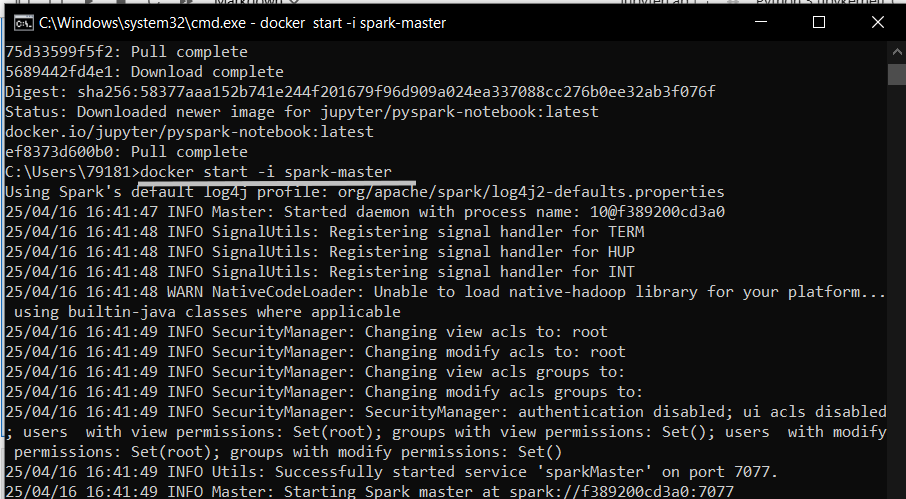 C:\Windows\system32\cmd.exe - docker  start -i spark-master
75d33599f5f2: Pull complete
5689442fd4e1: Download complete
Digest: sha256:58377aaa152b741e244f201679f96d909a024ea337088cc276b0ee32ab3f076f
Status: Downloaded newer image for jupyter/pyspark-notebook:latest
docker.io/jupyter/pyspark-notebook:latest
ef8373d600b0: Pull complete
C:\Users\79181>docker start -i spark-master
Using Spark's default log4j profile: org/apache/spark/log4j2-defaults.properties
25/04/16 16:41:47 INFO Master: Started daemon with process name: 10@f389200cd3a0
25/04/16 16:41:48 INFO SignalUtils: Registering signal handler for TERM
25/04/16 16:41:48 INFO SignalUtils: Registering signal handler for HUP
25/04/16 16:41:48 INFO SignalUtils: Registering signal handler for INT
25/04/16 16:41:48 WARN NativeCodeLoader: Unable to load native-hadoop library for your platform...
 using builtin-java classes where applicable
25/04/16 16:41:49 INFO SecurityManager: Changing view acls to: root
25/04/16 16:41:49 INFO SecurityManager: Changing modify acls to: root
25/04/16 16:41:49 INFO SecurityManager: Changing view acls groups to:
25/04/16 16:41:49 INFO SecurityManager: Changing modify acls groups to:
25/04/16 16:41:49 INFO SecurityManager: SecurityManager: authentication disabled; ui acls disabled
; users  with view permissions: Set(root); groups with view permissions: Set(); users  with modify
 permissions: Set(root); groups with modify permissions: Set()
25/04/16 16:41:49 INFO Utils: Successfully started service 'sparkMaster' on port 7077.
25/04/16 16:41:49 INFO Master: Starting Spark master at spark://f389200cd3a0:7077